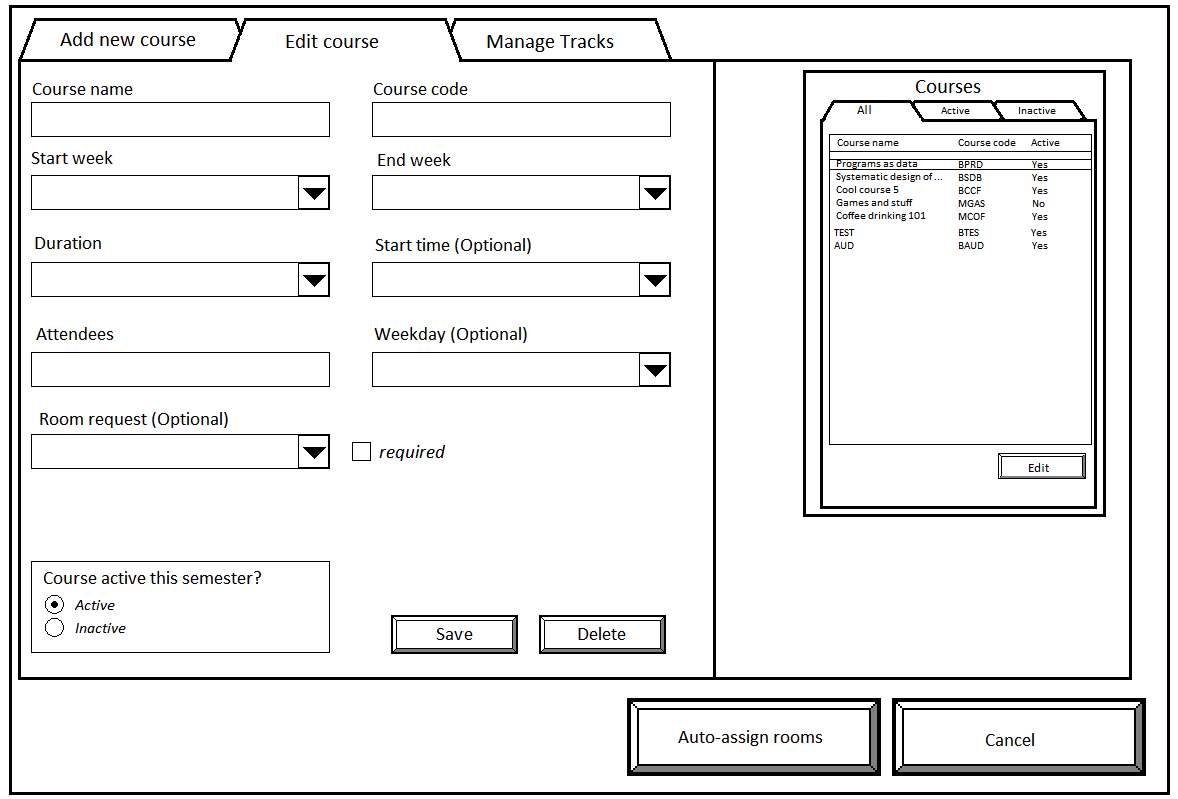 Add new course
Edit course
Manage Tracks
Course name
Course code
Start week
End week
Duration
Start time (Optional)
Attendees
Weekday (Optional)
Room request (Optional)
required
Course active this semester?
Active
Inactive
Save
Delete
Courses
All
Active
Inactive
Course name Course code Active
Programs as data BPRD Yes
Systematic design of ... BSDB Yes
Cool course 5 BCCF Yes
Games and stuff MGAS No
Coffee drinking 101 MCOF Yes
TEST BTES Yes
AUD BAUD Yes
Edit
Auto-assign rooms
Cancel